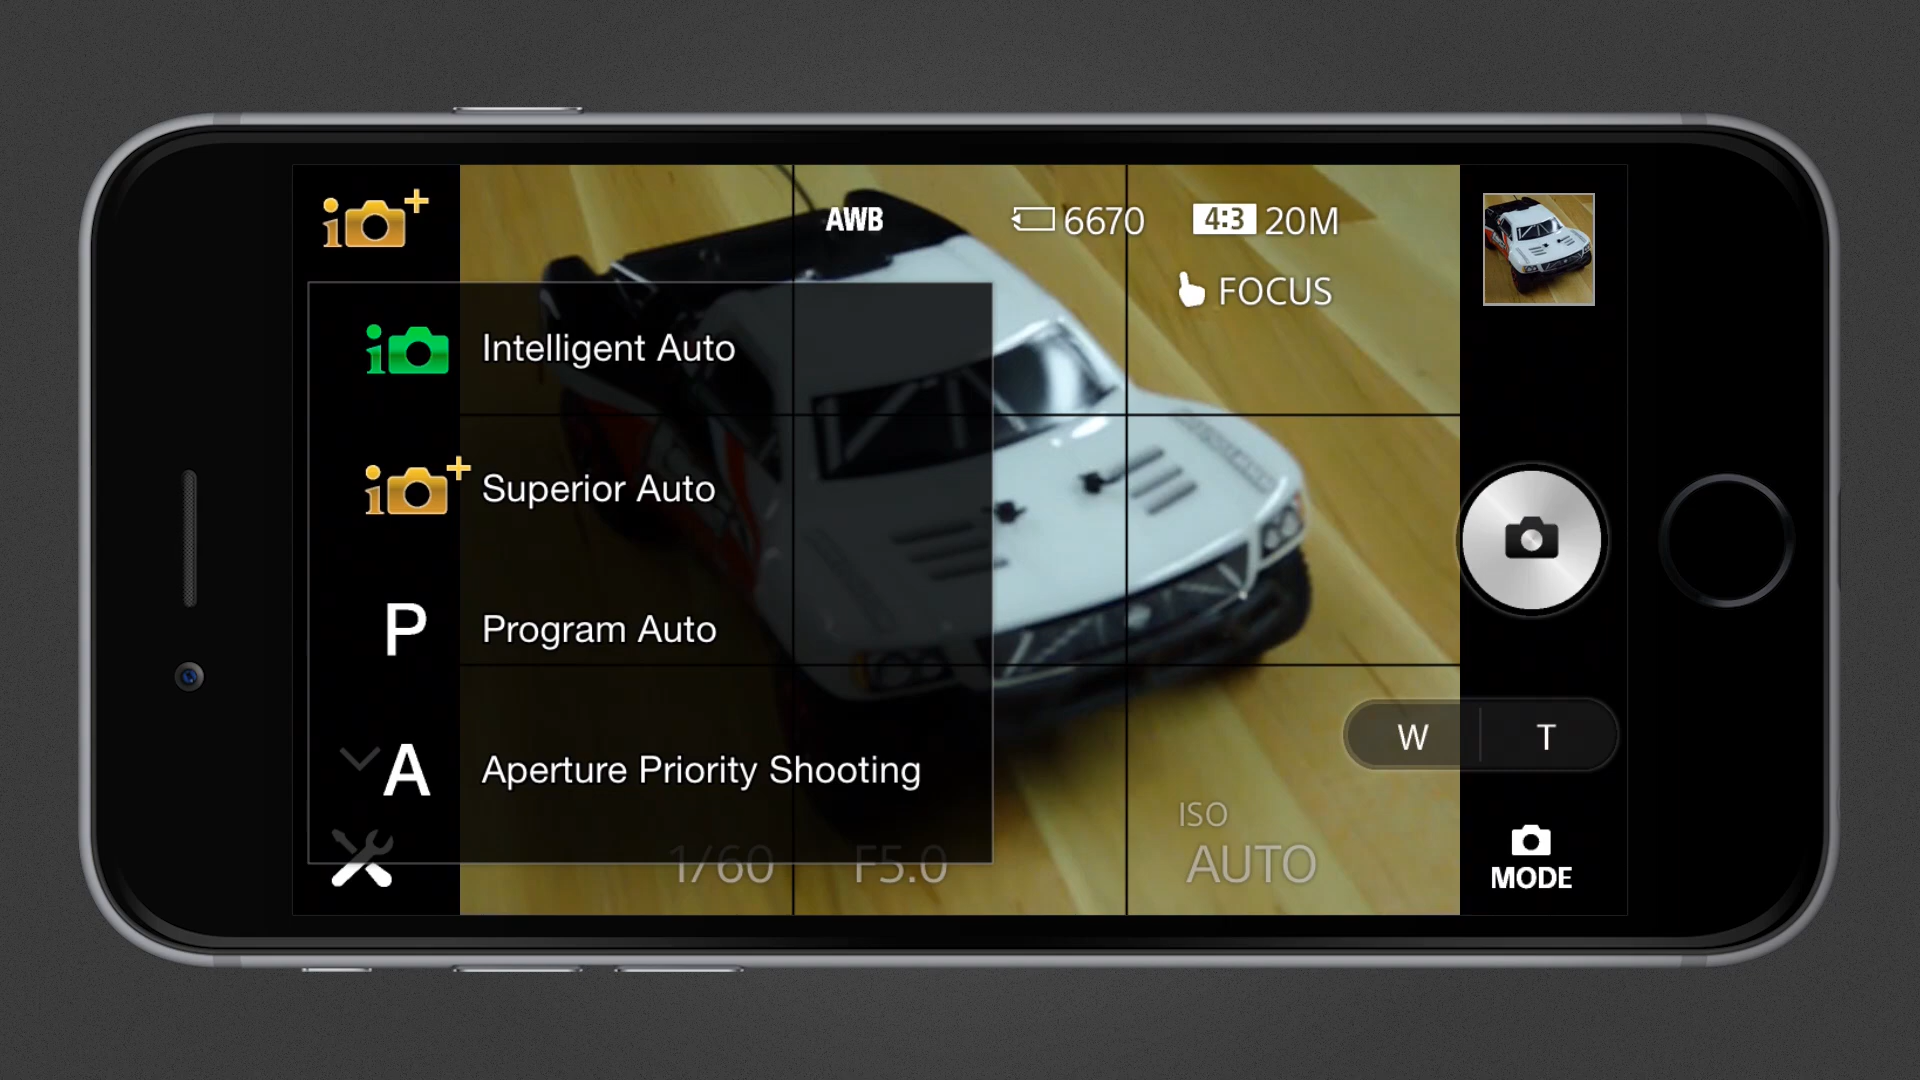 AWB
6670
4:3 20M
FOCUS
Intelligent Auto
Superior Auto
P Program Auto
A Aperture Priority Shooting
W T
1/60 F5.0
ISO
AUTO
MODE